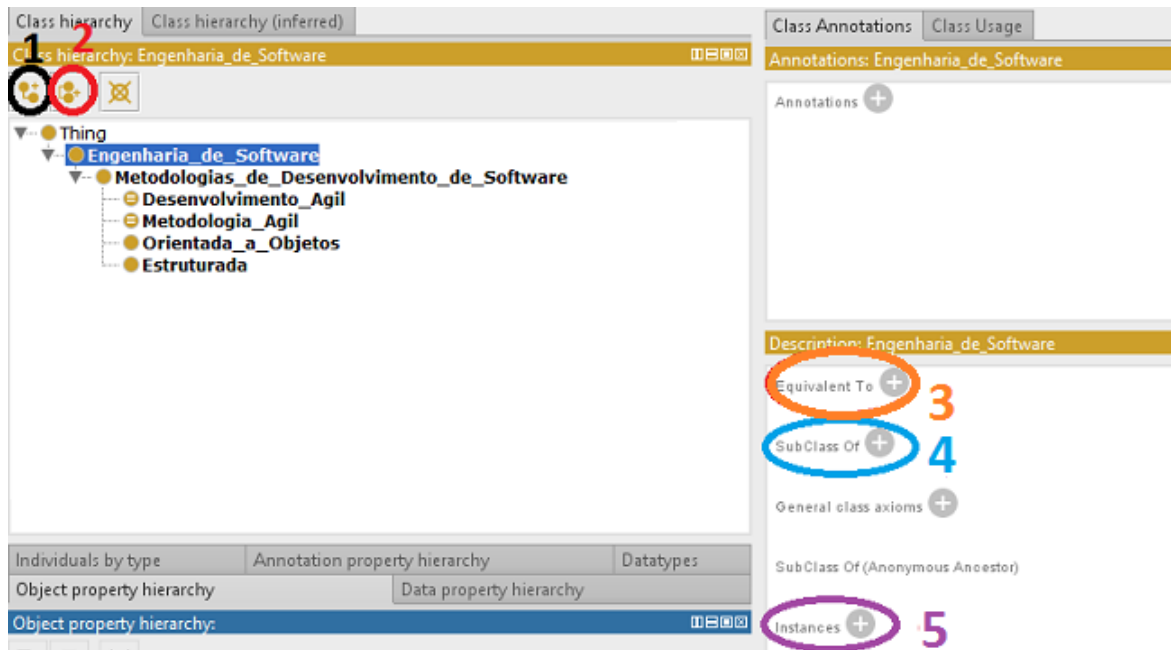 Class hierarchy Class hierarchy (inferred)
1 2
Class hierarchy: Engenharia_de_Software
Thing
Engenharia_de_Software
Metodologias_de_Desenvolvimento_de_Software
Desenvolvimento_Agil
Metodologia_Agil
Orientada_a_Objetos
Estruturada
Individuals by type Annotation property hierarchy Datatypes
Object property hierarchy Data property hierarchy
Object property hierarchy:
Class Annotations Class Usage
Annotations: Engenharia_de_Software
Annotations
Description: Engenharia_de_Software
Equivalent To 3
SubClass Of 4
General class axioms
SubClass Of (Anonymous Ancestor)
Instances 5